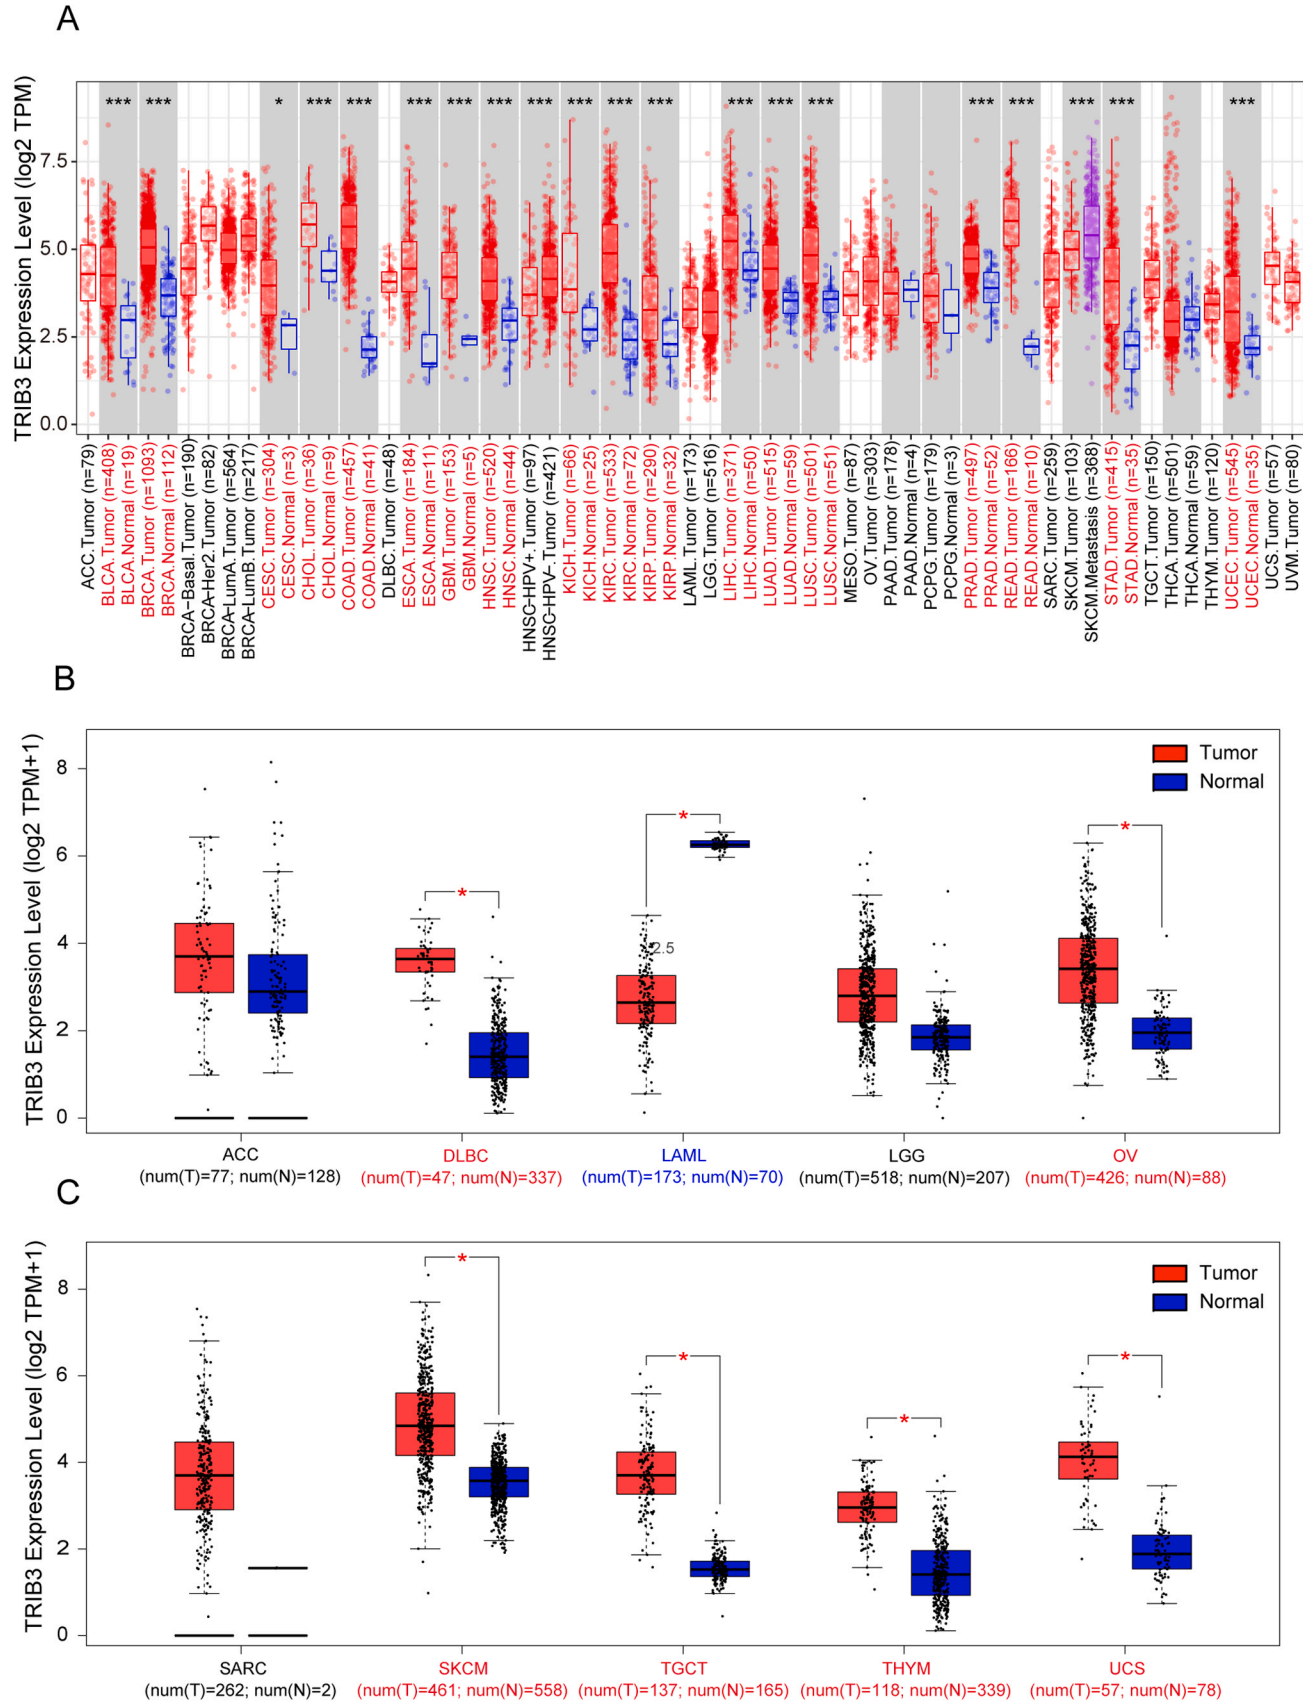 A
TRIB3 Expression Level (log2 TPM)
*** *** * *** *** *** *** *** *** *** *** *** *** *** *** *** *** *** *** ***
7.5
5.0
2.5
0.0
ACC.Tumor (n=79)
BLCA.Tumor (n=408)
BLCA.Normal (n=19)
BRCA.Tumor (n=1093)
BRCA.Normal (n=112)
BRCA-Basal.Tumor (n=190)
BRCA-Her2.Tumor (n=82)
BRCA-LumA.Tumor (n=564)
BRCA-LumB.Tumor (n=217)
CESC.Tumor (n=304)
CESC.Normal (n=3)
CHOL.Tumor (n=36)
CHOL.Normal (n=9)
COAD.Tumor (n=457)
COAD.Normal (n=41)
DLBC.Tumor (n=48)
ESCA.Tumor (n=184)
ESCA.Normal (n=11)
GBM.Tumor (n=153)
GBM.Normal (n=5)
HNSC.Tumor (n=520)
HNSC.Normal (n=44)
HNSC-HPV+.Tumor (n=97)
HNSC-HPV-.Tumor (n=421)
KICH.Tumor (n=66)
KICH.Normal (n=25)
KIRC.Tumor (n=533)
KIRC.Normal (n=72)
KIRP.Tumor (n=290)
KIRP.Normal (n=32)
LAML.Tumor (n=173)
LGG.Tumor (n=516)
LIHC.Tumor (n=371)
LIHC.Normal (n=50)
LUAD.Tumor (n=515)
LUAD.Normal (n=59)
LUSC.Tumor (n=501)
LUSC.Normal (n=51)
MESO.Tumor (n=87)
OV.Tumor (n=303)
PAAD.Tumor (n=178)
PAAD.Normal (n=4)
PCPG.Tumor (n=179)
PCPG.Normal (n=3)
PRAD.Tumor (n=497)
PRAD.Normal (n=52)
READ.Tumor (n=166)
READ.Normal (n=10)
SARC.Tumor (n=259)
SKCM.Tumor (n=103)
SKCM.Metastasis (n=368)
STAD.Tumor (n=415)
STAD.Normal (n=35)
TGCT.Tumor (n=150)
THCA.Tumor (n=501)
THCA.Normal (n=59)
THYM.Tumor (n=120)
UCEC.Tumor (n=545)
UCEC.Normal (n=35)
UCS.Tumor (n=57)
UVM.Tumor (n=80)
B
TRIB3 Expression Level (log2 TPM+1)
Tumor
Normal
8
6
4
2
0
* * *
2.5
ACC DLBC LAML LGG OV
(num(T)=77; num(N)=128) (num(T)=47; num(N)=337) (num(T)=173; num(N)=70) (num(T)=518; num(N)=207) (num(T)=426; num(N)=88)
C
TRIB3 Expression Level (log2 TPM+1)
Tumor
Normal
8
6
4
2
0
* * * *
SARC SKCM TGCT THYM UCS
(num(T)=262; num(N)=2) (num(T)=461; num(N)=558) (num(T)=137; num(N)=165) (num(T)=118; num(N)=339) (num(T)=57; num(N)=78)